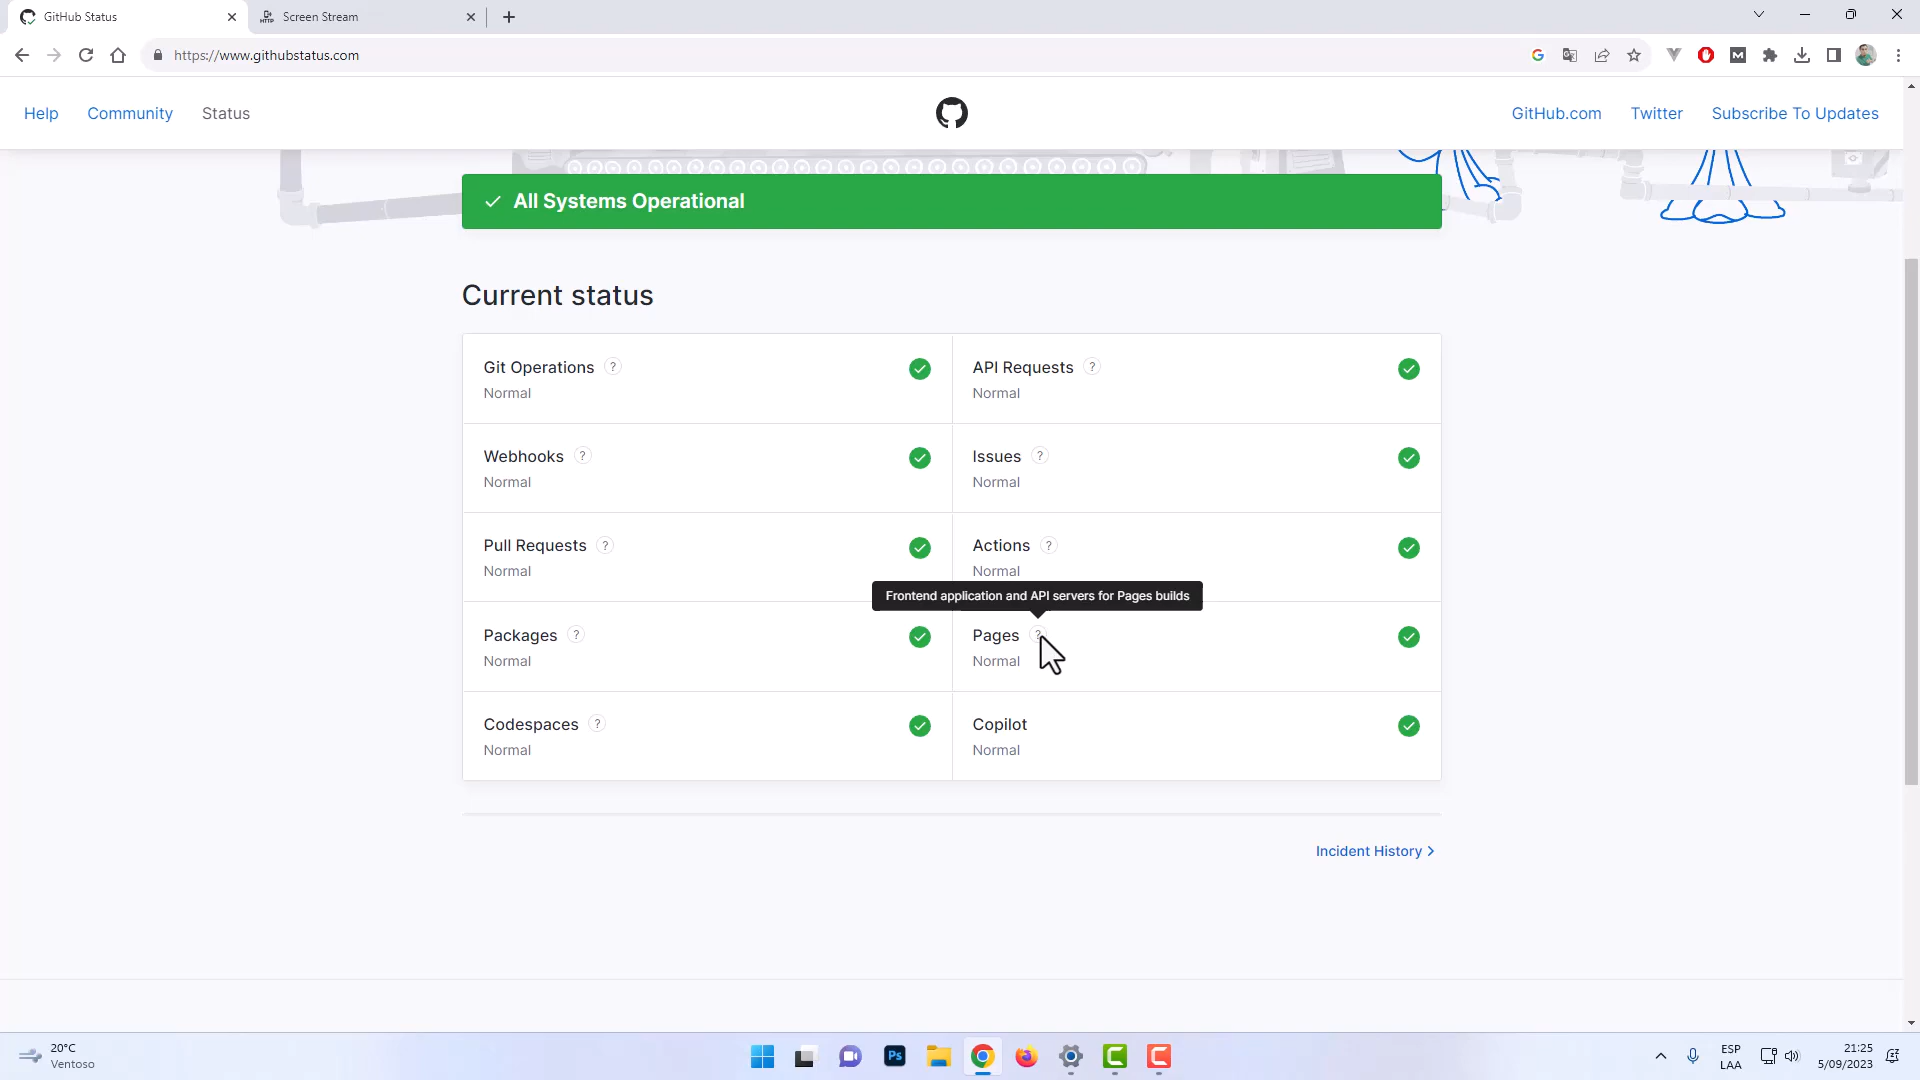 GitHub Status
Screen Stream
https://www.githubstatus.com
Help
Community
Status
GitHub.com
Twitter
Subscribe To Updates
All Systems Operational
Current status
Git Operations ?
Normal
API Requests ?
Normal
Webhooks ?
Normal
Issues ?
Normal
Pull Requests ?
Normal
Actions ?
Normal
Frontend application and API servers for Pages builds
Packages ?
Normal
Pages ?
Normal
Codespaces ?
Normal
Copilot
Normal
Incident History
20°C
Ventoso
Ps
ESP
LAA
21:25
5/09/2023